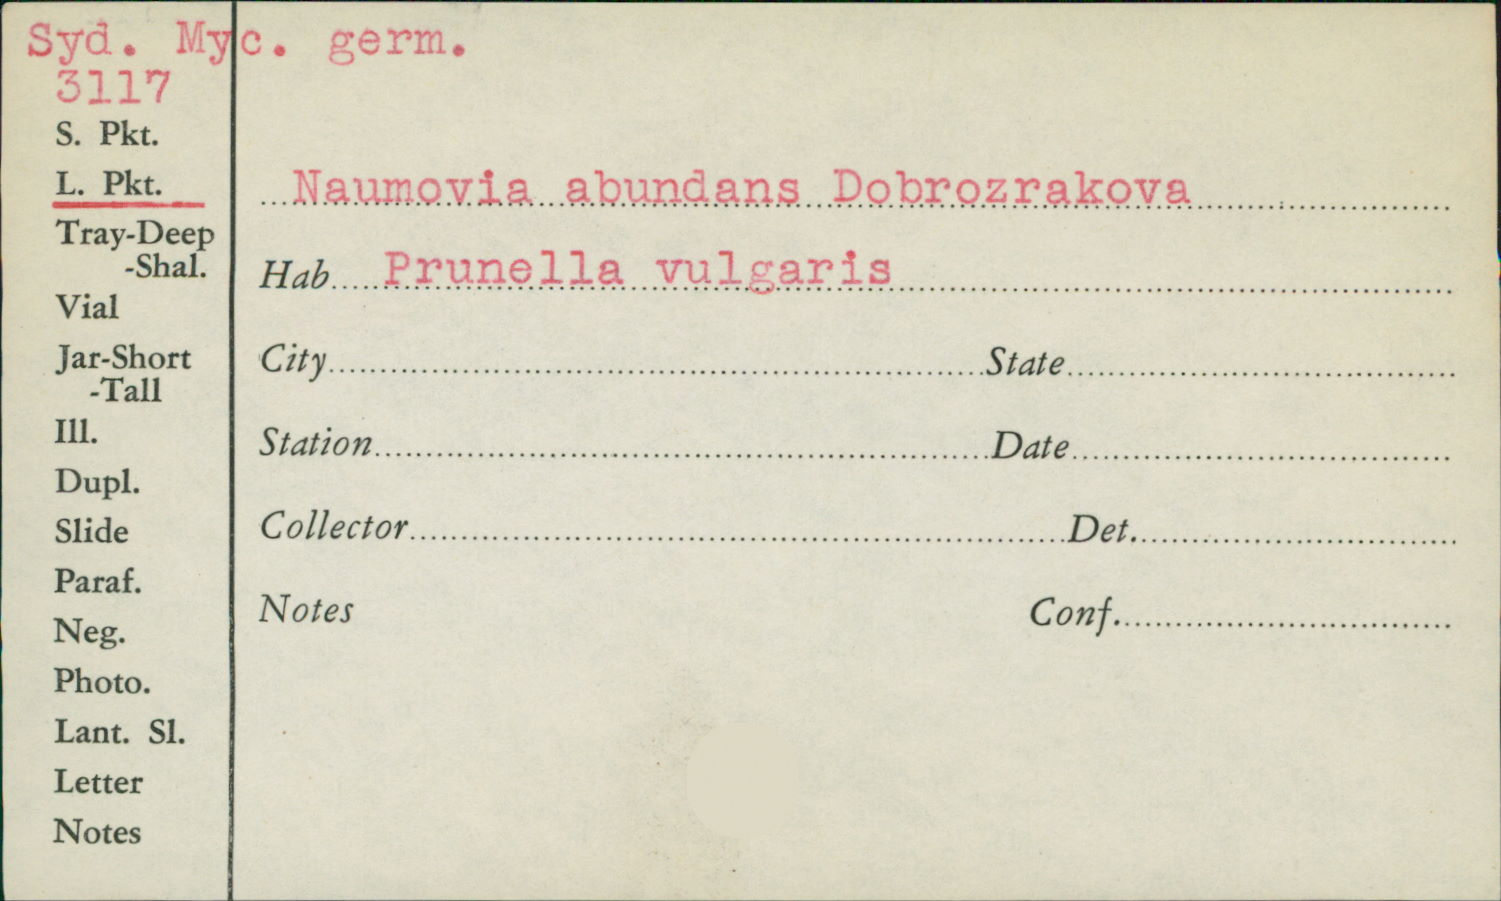 Syd. Myc. germ.
3117
S. Pkt.
L. Pkt.
Tray-Deep
-Shal.
Vial
Jar-Short
-Tall
Ill.
Dupl.
Slide
Paraf.
Neg.
Photo.
Lant. Sl.
Letter
Notes
Naumovia abundans Dobrozrakova
Hab Prunella vulgaris
City State
Station Date
Collector Det.
Notes Conf.